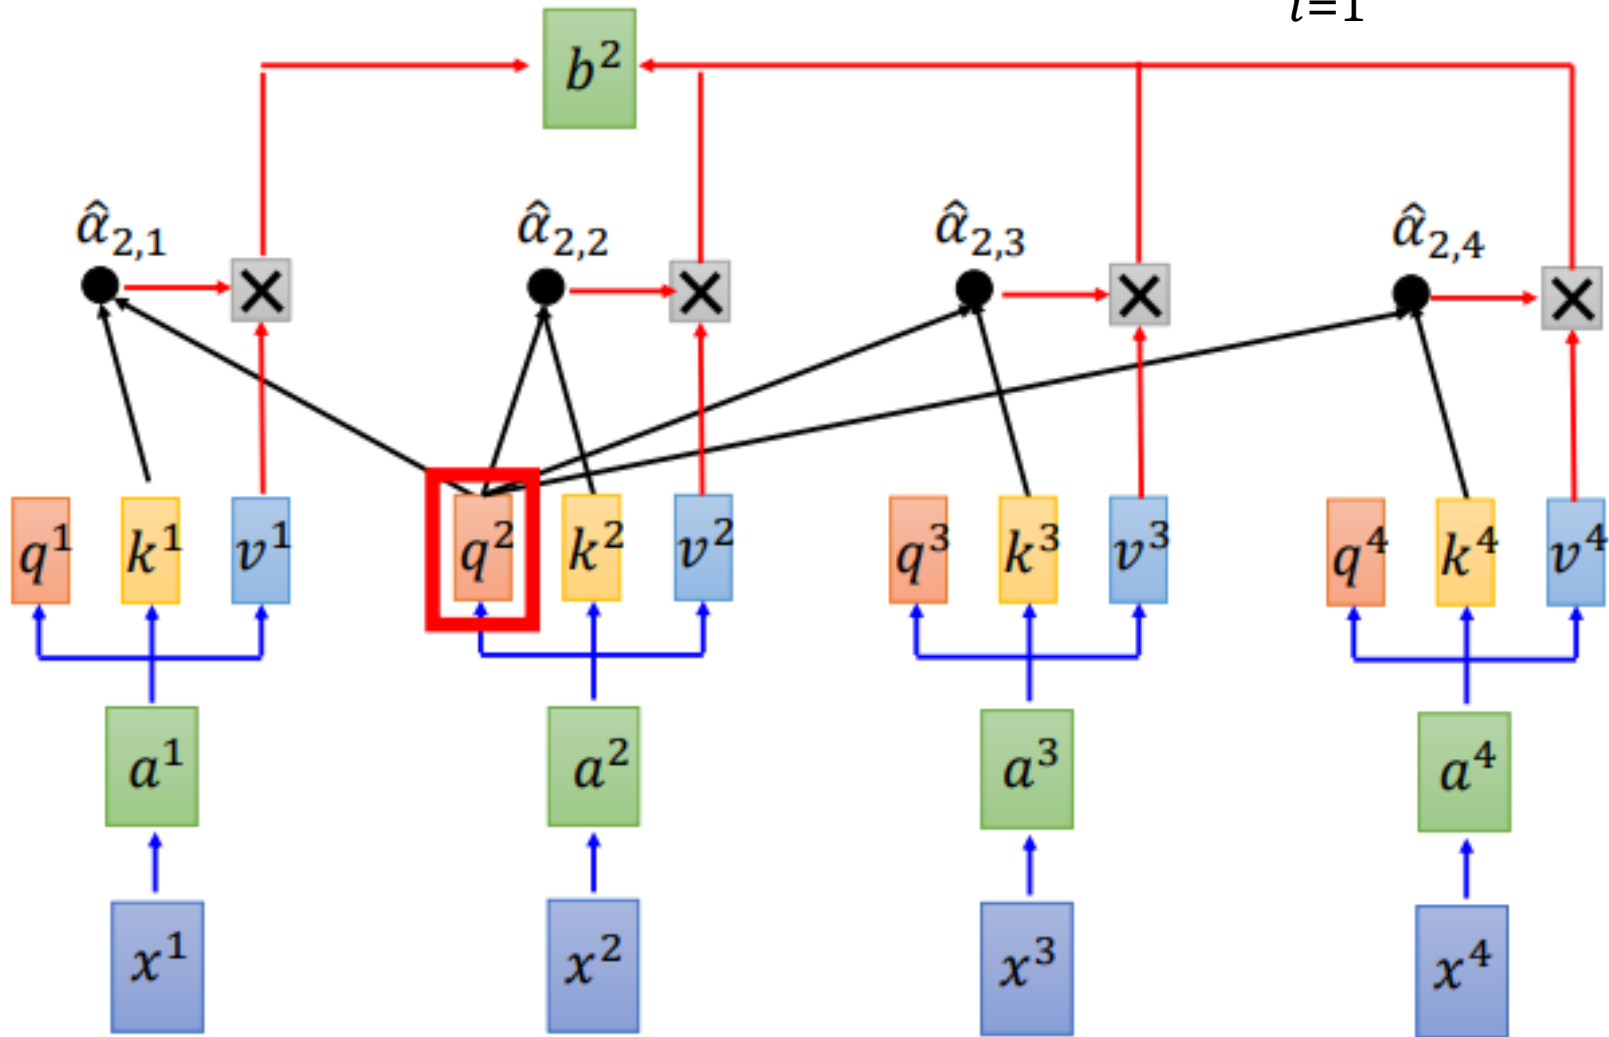 i=1
b²
α̂₂,₁ α̂₂,₂ α̂₂,₃ α̂₂,₄
q¹ k¹ v¹ q² k² v² q³ k³ v³ q⁴ k⁴ v⁴
a¹ a² a³ a⁴
x¹ x² x³ x⁴